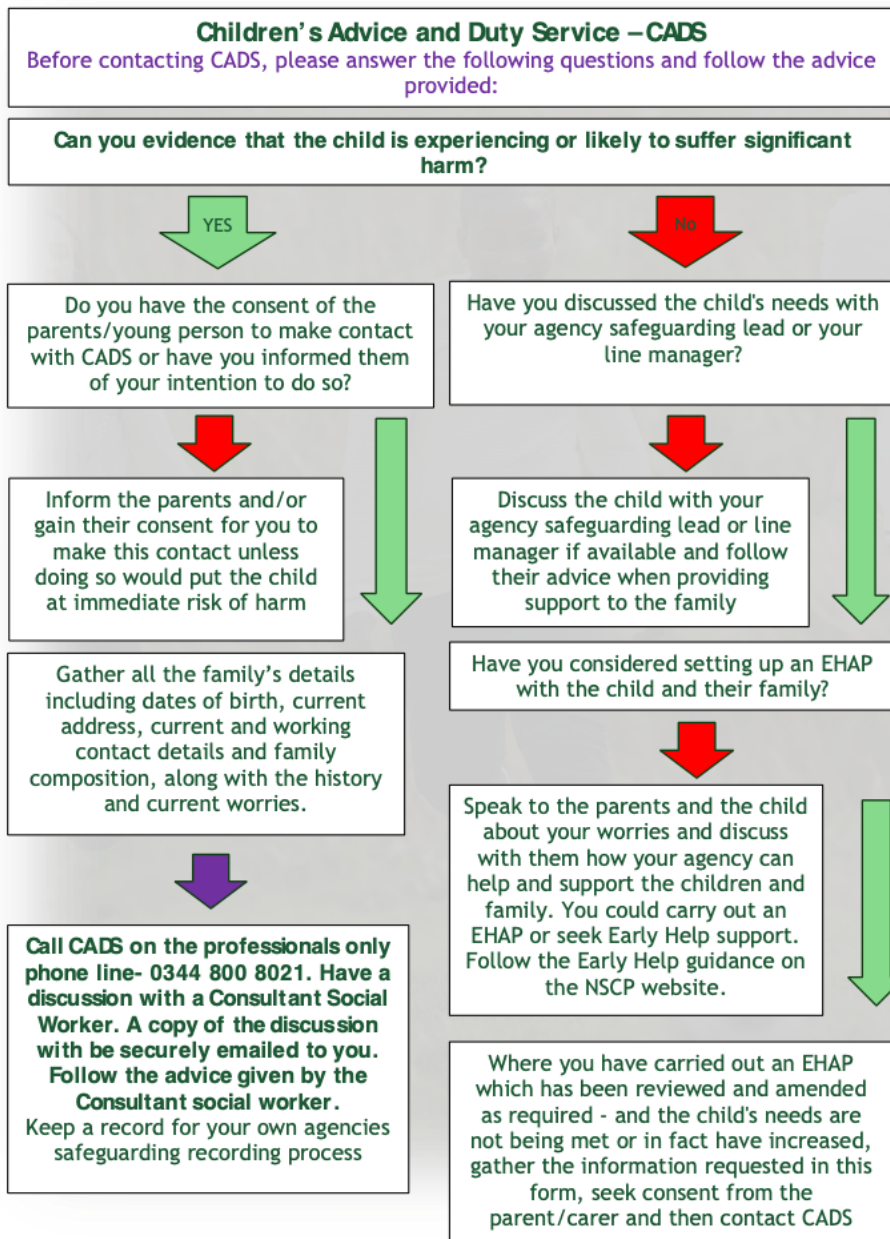 Children's Advice and Duty Service – CADS
Before contacting CADS, please answer the following questions and follow the advice
provided:
Can you evidence that the child is experiencing or likely to suffer significant
harm?
YES
No
Do you have the consent of the
parents/young person to make contact
with CADS or have you informed them
of your intention to do so?
Have you discussed the child's needs with
your agency safeguarding lead or your
line manager?
Inform the parents and/or
gain their consent for you to
make this contact unless
doing so would put the child
at immediate risk of harm
Discuss the child with your
agency safeguarding lead or line
manager if available and follow
their advice when providing
support to the family
Gather all the family's details
including dates of birth, current
address, current and working
contact details and family
composition, along with the history
and current worries.
Have you considered setting up an EHAP
with the child and their family?
Speak to the parents and the child
about your worries and discuss
with them how your agency can
help and support the children and
family. You could carry out an
EHAP or seek Early Help support.
Follow the Early Help guidance on
the NSCP website.
Call CADS on the professionals only
phone line- 0344 800 8021. Have a
discussion with a Consultant Social
Worker. A copy of the discussion
with be securely emailed to you.
Follow the advice given by the
Consultant social worker.
Keep a record for your own agencies
safeguarding recording process
Where you have carried out an EHAP
which has been reviewed and amended
as required - and the child's needs are
not being met or in fact have increased,
gather the information requested in this
form, seek consent from the
parent/carer and then contact CADS